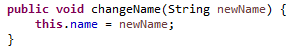 public void changeName(String newName) {
    this.name = newName;
}